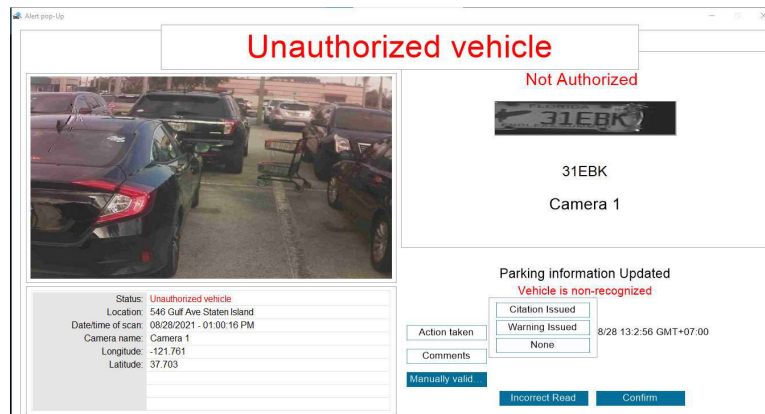 Alert pop-Up
Unauthorized vehicle
Not Authorized
FLORIDA
31EBK
31EBK
Camera 1
Parking information Updated
Vehicle is non-recognized
Status: Unauthorized vehicle
Location: 546 Gulf Ave Staten Island
Date/time of scan: 08/28/2021 - 01:00:16 PM
Camera name: Camera 1
Longitude: -121.761
Latitude: 37.703
Action taken
Citation Issued
Warning Issued
None
8/28 13:2:56 GMT+07:00
Comments
Manually valid...
Incorrect Read
Confirm